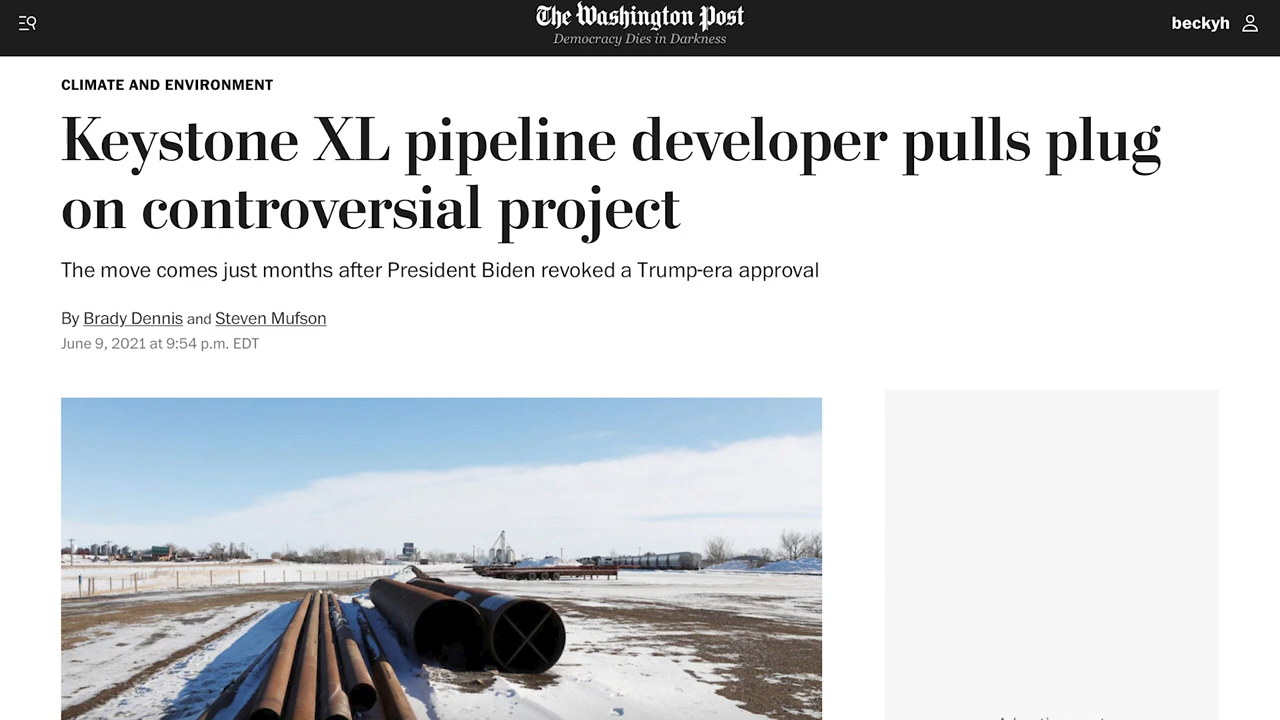 The Washington Post
Democracy Dies in Darkness
beckyh
CLIMATE AND ENVIRONMENT
Keystone XL pipeline developer pulls plug
on controversial project
The move comes just months after President Biden revoked a Trump-era approval
By Brady Dennis and Steven Mufson
June 9, 2021 at 9:54 p.m. EDT